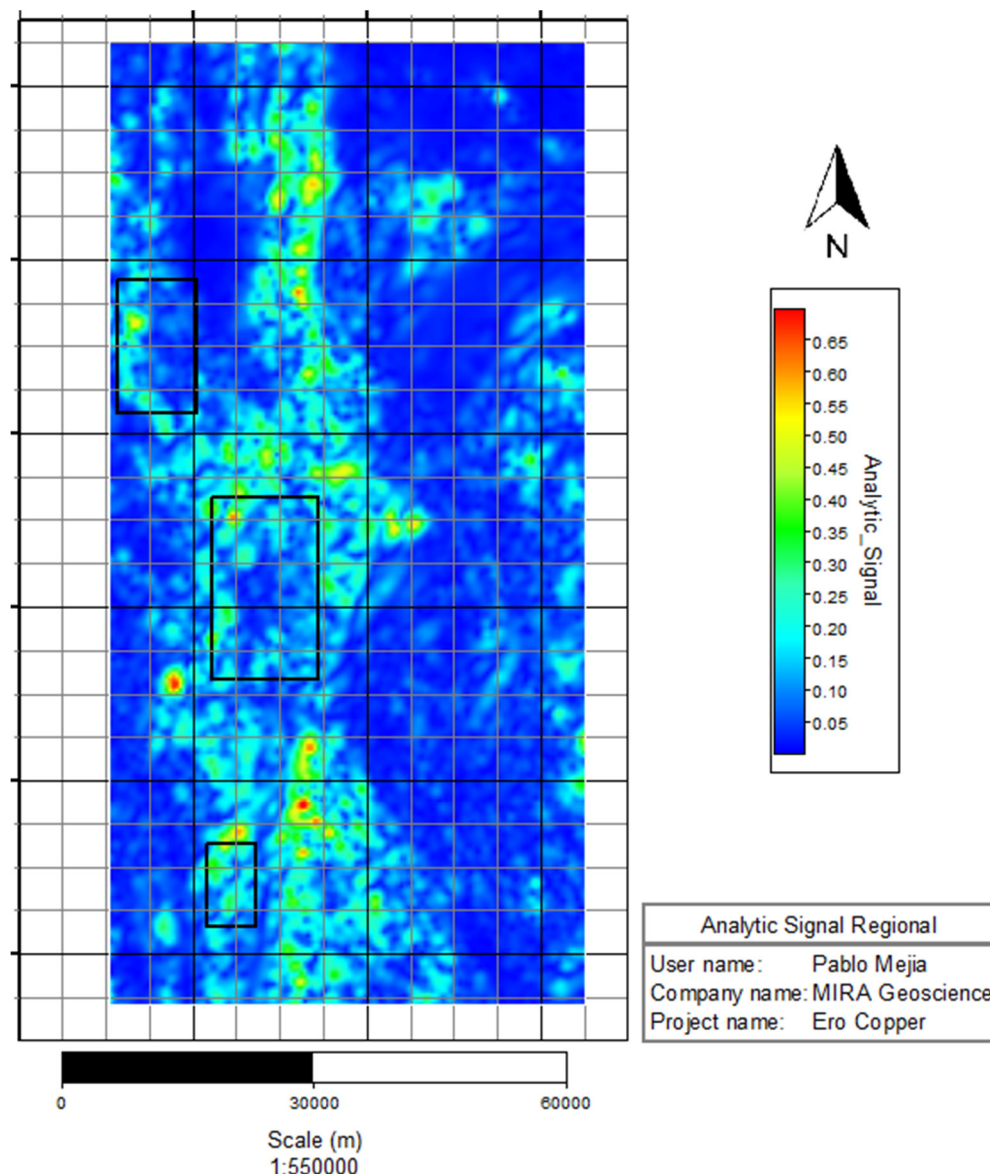 N
0.65
0.60
0.55
0.50
0.45
0.40
0.35
0.30
0.25
0.20
0.15
0.10
0.05
Analytic_Signal
Analytic Signal Regional
User name: Pablo Mejia
Company name: MIRA Geoscience
Project name: Ero Copper
0 30000 60000
Scale (m)
1:550000